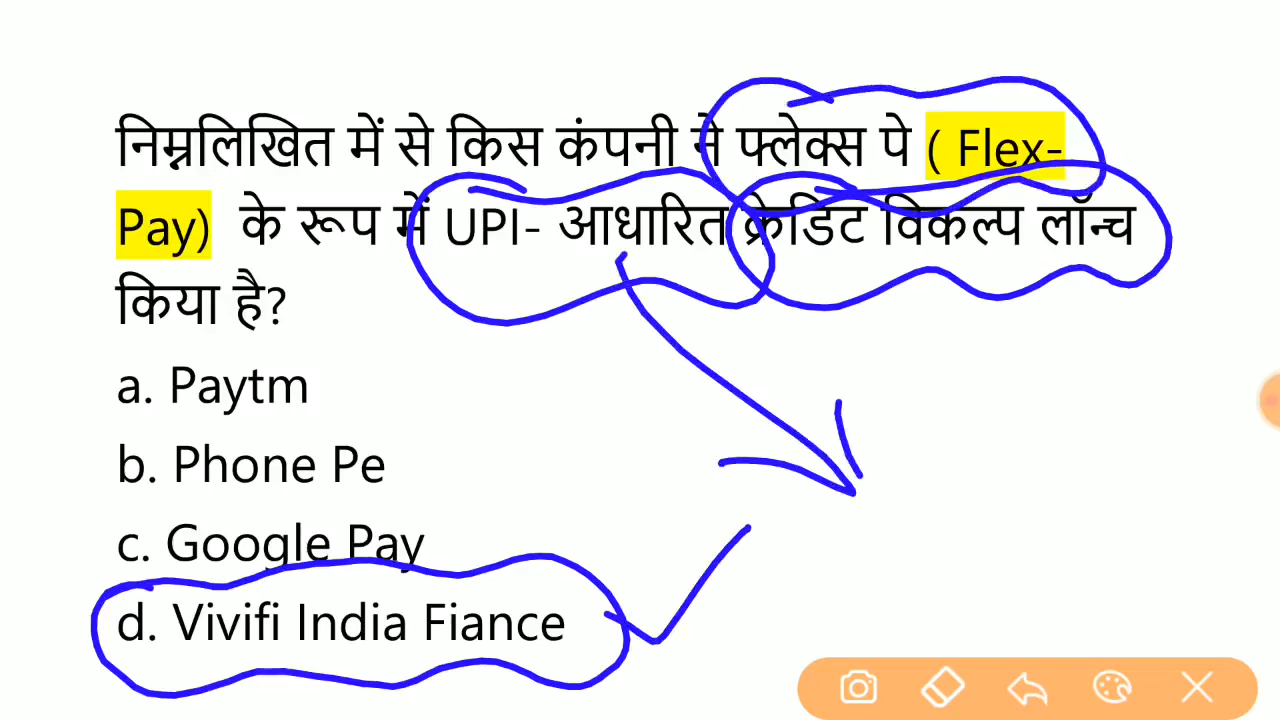 निम्नलिखित में से किस कंपनी ने फ्लेक्स पे ( Flex-
Pay) के रूप में UPI- आधारित क्रेडिट विकल्प लॉन्च
किया है?
a. Paytm
b. Phone Pe
c. Google Pay
d. Vivifi India Fiance